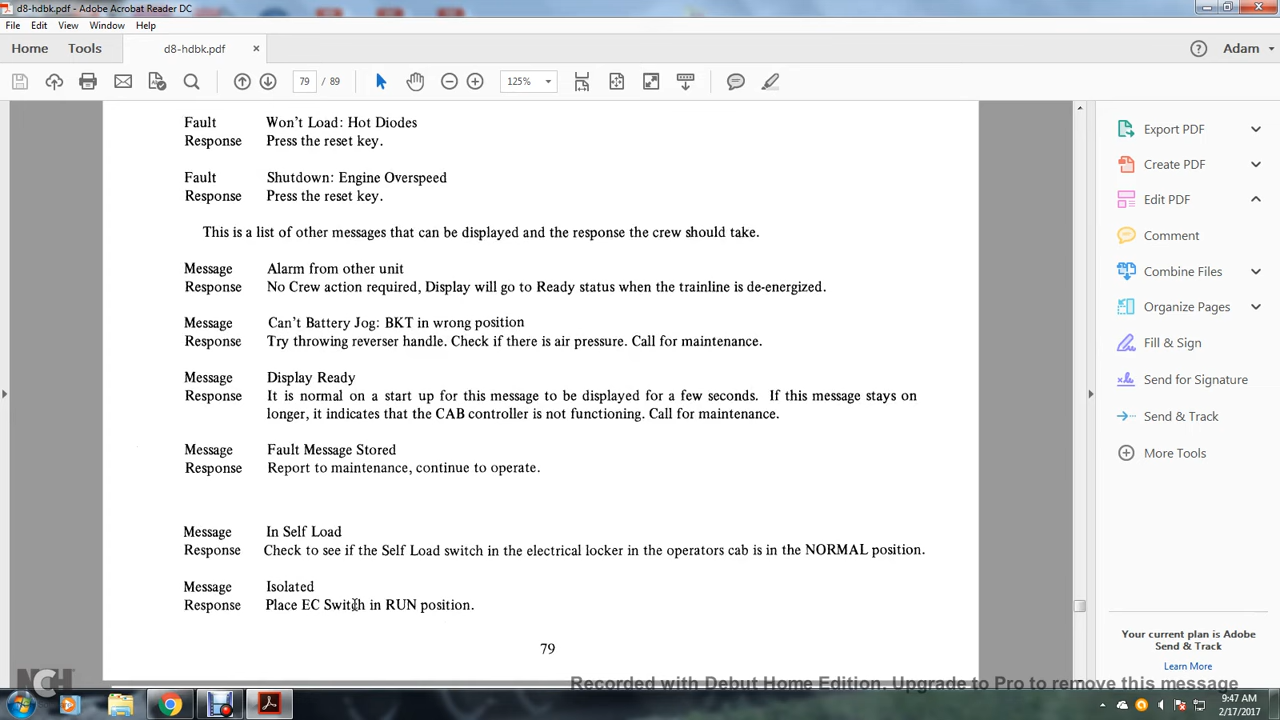 d8-hdbk.pdf - Adobe Acrobat Reader DC
File Edit View Window Help
Home Tools d8-hdbk.pdf × Adam
79 / 89 125%
Fault Won't Load: Hot Diodes
Response Press the reset key.
Fault Shutdown: Engine Overspeed
Response Press the reset key.
This is a list of other messages that can be displayed and the response the crew should take.
Message Alarm from other unit
Response No Crew action required, Display will go to Ready status when the trainline is de-energized.
Message Can't Battery Jog: BKT in wrong position
Response Try throwing reverser handle. Check if there is air pressure. Call for maintenance.
Message Display Ready
Response It is normal on a start up for this message to be displayed for a few seconds. If this message stays on
longer, it indicates that the CAB controller is not functioning. Call for maintenance.
Message Fault Message Stored
Response Report to maintenance, continue to operate.
Message In Self Load
Response Check to see if the Self Load switch in the electrical locker in the operators cab is in the NORMAL position.
Message Isolated
Response Place EC Switch in RUN position.
79
Export PDF
Create PDF
Edit PDF
Comment
Combine Files
Organize Pages
Fill & Sign
Send for Signature
Send & Track
More Tools
Your current plan is Adobe
Send & Track
Learn More
NCH
Recorded with Debut Home Edition. Upgrade to Pro to remove this message
9:47 AM
2/17/2017